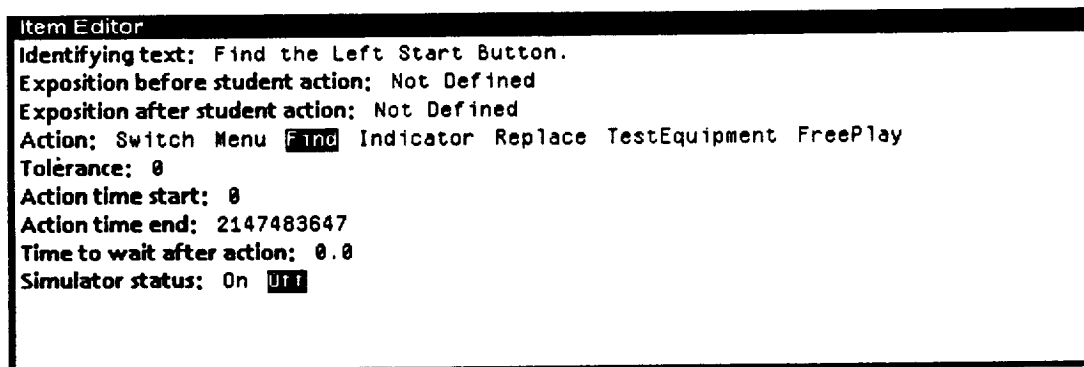 Item Editor
Identifying text: Find the Left Start Button.
Exposition before student action: Not Defined
Exposition after student action: Not Defined
Action: Switch Menu Find Indicator Replace TestEquipment FreePlay
Tolerance: 0
Action time start: 0
Action time end: 2147483647
Time to wait after action: 0.0
Simulator status: On Off